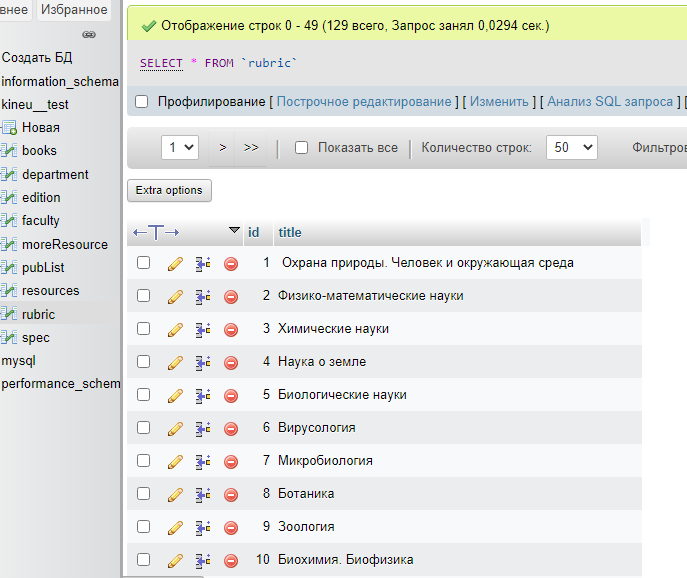 внее Избранное
Создать БД
information_schema
kineu__test
Новая
books
department
edition
faculty
moreResource
pubList
resources
rubric
spec
mysql
performance_schem
Отображение строк 0 - 49 (129 всего, Запрос занял 0,0294 сек.)
SELECT * FROM `rubric`
Профилирование [ Построчное редактирование ] [ Изменить ] [ Анализ SQL запроса ] [
1 > >> | Показать все | Количество строк: 50 Фильтров
Extra options
←T→ id title
1 Охрана природы. Человек и окружающая среда
2 Физико-математические науки
3 Химические науки
4 Наука о земле
5 Биологические науки
6 Вирусология
7 Микробиология
8 Ботаника
9 Зоология
10 Биохимия. Биофизика